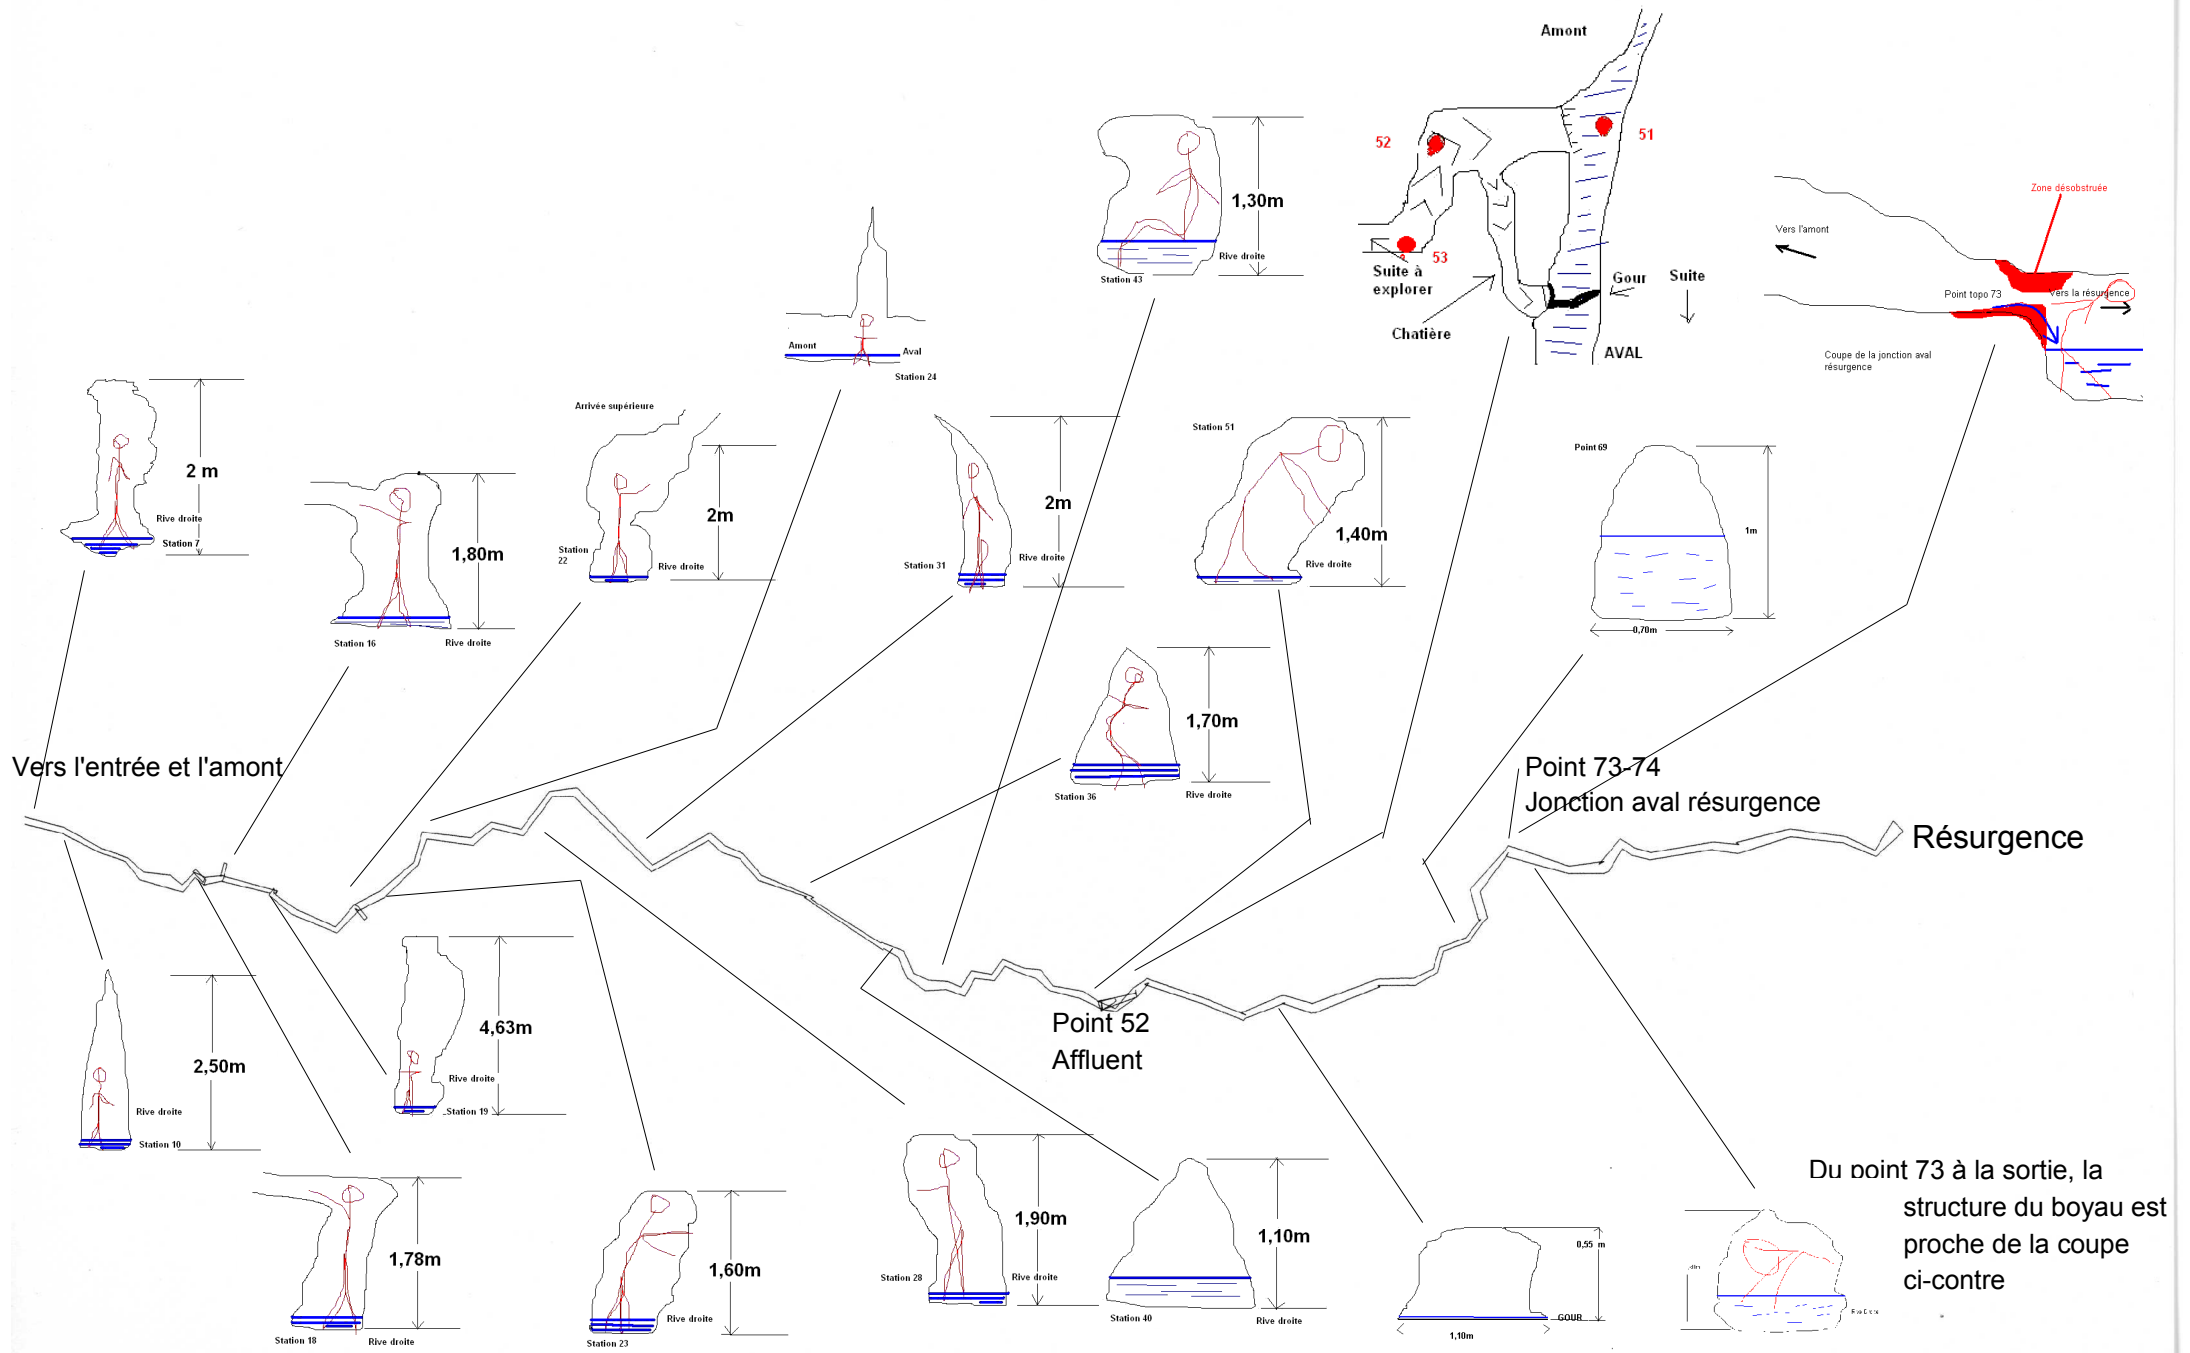 Amont
52
51
53
Suite à
explorer
Chatière
Gour
Suite
AVAL
Zone désobstruée
Vers l'amont
Point topo 73
Vers la résurgence
Coupe de la jonction aval
résurgence
1,30m
Rive droite
Station 43
Amont
Aval
Station 24
2 m
Rive droite
Station 7
1,80m
Station 16
Rive droite
Arrivée supérieure
2m
Station
22
Rive droite
2m
Station 31
Rive droite
Station 51
1,40m
Rive droite
Point 69
1m
0,70m
1,70m
Station 36
Rive droite
Vers l'entrée et l'amont
Point 73-74
Jonction aval résurgence
Résurgence
Point 52
Affluent
2,50m
Rive droite
Station 10
4,63m
Rive droite
Station 19
1,78m
Station 18
Rive droite
1,60m
Rive droite
Station 23
1,90m
Station 28
Rive droite
1,10m
Station 40
Rive droite
0,55 m
GOUR
1,10m
Rive Droite
Du point 73 à la sortie, la
structure du boyau est
proche de la coupe
ci-contre